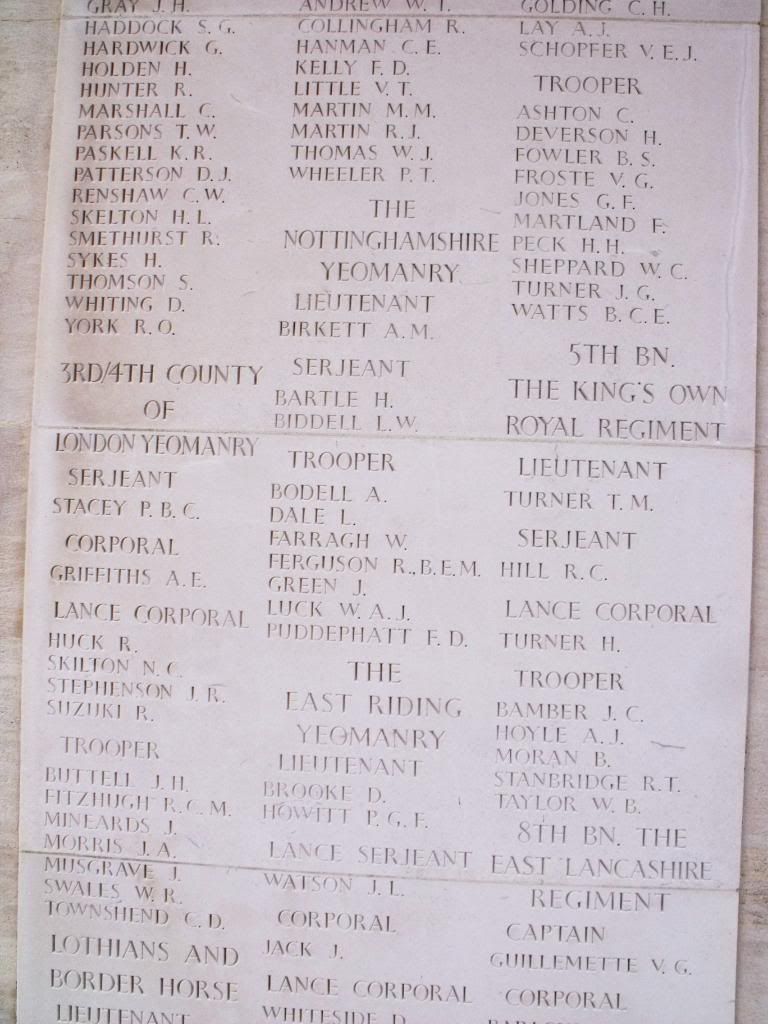 GRAY J. H.
HADDOCK S. G.
HARDWICK G.
HOLDEN H.
HUNTER R.
MARSHALL C.
PARSONS T. W.
PASKELL K. R.
PATTERSON D. J.
RENSHAW C. W.
SKELTON H. L.
SMETHURST R.
SYKES H.
THOMSON S.
WHITING D.
YORK R. O.
3RD/4TH COUNTY
OF
LONDON YEOMANRY
SERJEANT
STACEY P. B. C.
CORPORAL
GRIFFITHS A. E.
LANCE CORPORAL
HUCK R.
SKILTON N. C.
STEPHENSON J. R.
SUZUKI R.
TROOPER
BUTTELL J. H.
FITZHUGH R. C. M.
MINEARDS J.
MORRIS J. A.
MUSGRAVE J.
SWALES W. R.
TOWNSHEND C. D.
LOTHIANS AND
BORDER HORSE
LIEUTENANT
ANDREW W. T.
COLLINGHAM R.
HANMAN C. E.
KELLY F. D.
LITTLE V. T.
MARTIN M. M.
MARTIN R. J.
THOMAS W. J.
WHEELER P. T.
THE
NOTTINGHAMSHIRE
YEOMANRY
LIEUTENANT
BIRKETT A. M.
SERJEANT
BARTLE H.
BIDDELL L. W.
TROOPER
BODELL A.
DALE L.
FARRAGH W.
FERGUSON R., B.E.M.
GREEN J.
LUCK W. A. J.
PUDDEPHATT F. D.
THE
EAST RIDING
YEOMANRY
LIEUTENANT
BROOKE D.
HOWITT P. G. F.
LANCE SERJEANT
WATSON J. L.
CORPORAL
JACK J.
LANCE CORPORAL
WHITESIDE D.
GOLDING C. H.
LAY A. J.
SCHOPFER V. E. J.
TROOPER
ASHTON C.
DEVERSON H.
FOWLER B. S.
FROSTE V. G.
JONES G. F.
MARTLAND F.
PECK H. H.
SHEPPARD W. C.
TURNER J. G.
WATTS B. C. E.
5TH BN.
THE KING'S OWN
ROYAL REGIMENT
LIEUTENANT
TURNER T. M.
SERJEANT
HILL R. C.
LANCE CORPORAL
TURNER H.
TROOPER
BAMBER J. C.
HOYLE A. J.
MORAN B.
STANBRIDGE R. T.
TAYLOR W. B.
8TH BN. THE
EAST LANCASHIRE
REGIMENT
CAPTAIN
GUILLEMETTE V. G.
CORPORAL